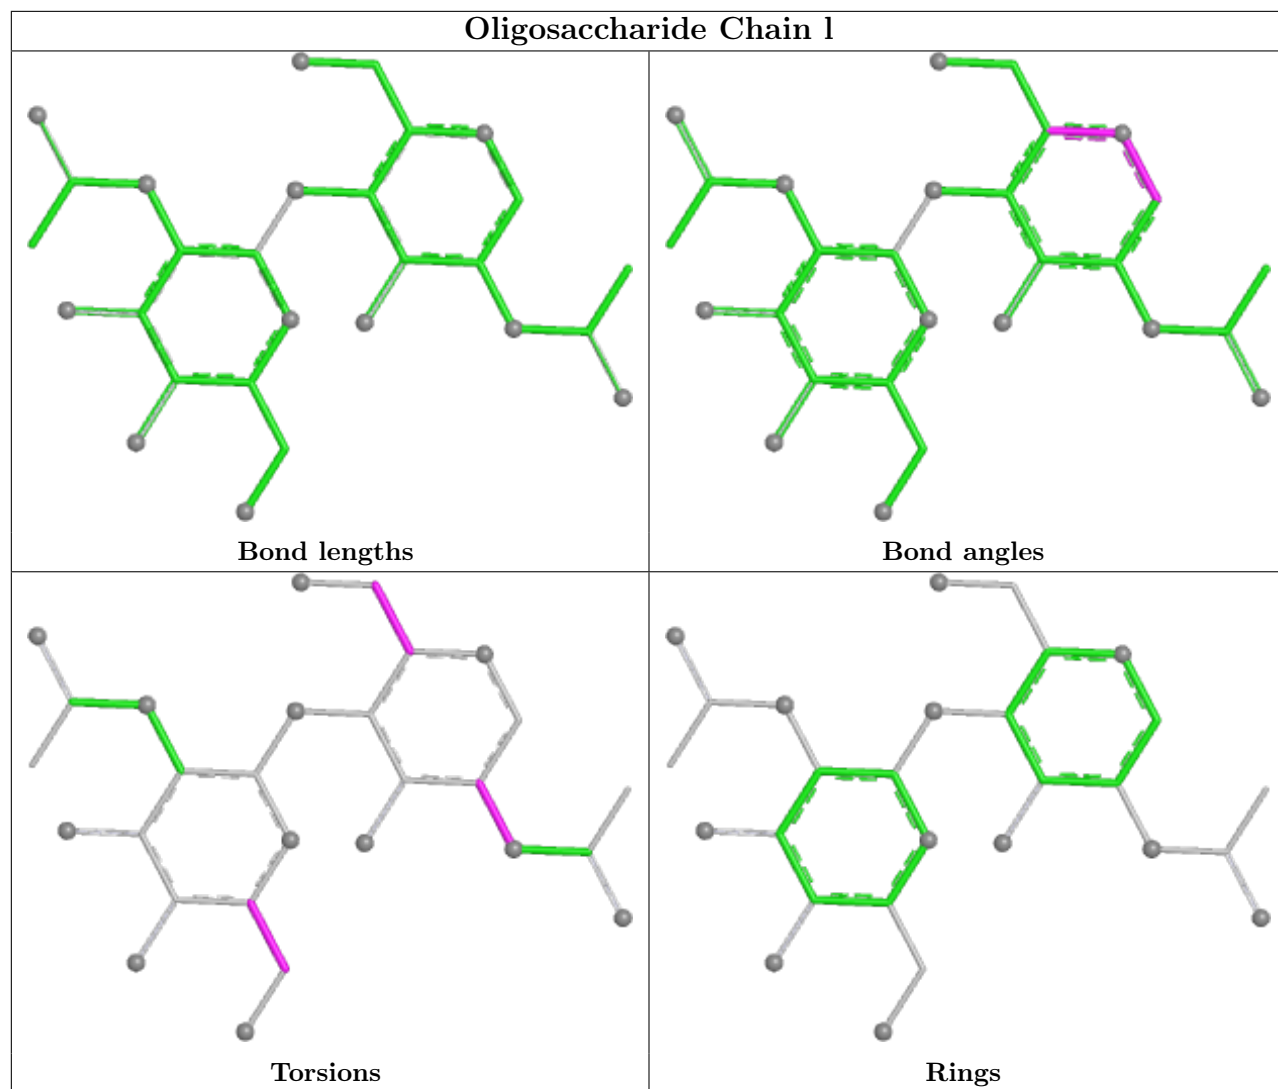 Oligosaccharide Chain l
Bond lengths
Bond angles
Torsions
Rings